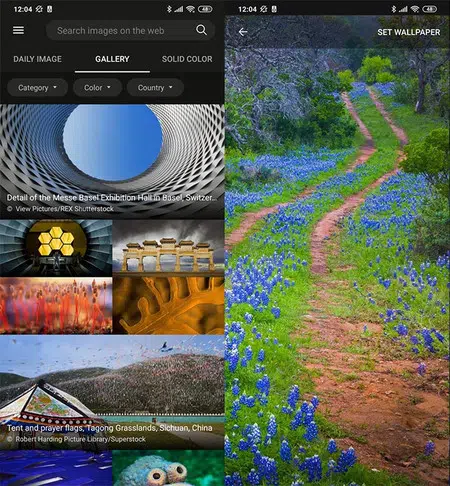 12:04
48
Search images on the web
DAILY IMAGE
GALLERY
SOLID COLOR
Category
Color
Country
Detail of the Messe Basel Exhibition Hall in Basel, Switzer...
© View Pictures/REX Shutterstock
Tent and prayer flags, Tagong Grasslands, Sichuan, China
© Robert Harding Picture Library/Superstock
12:04
48
SET WALLPAPER